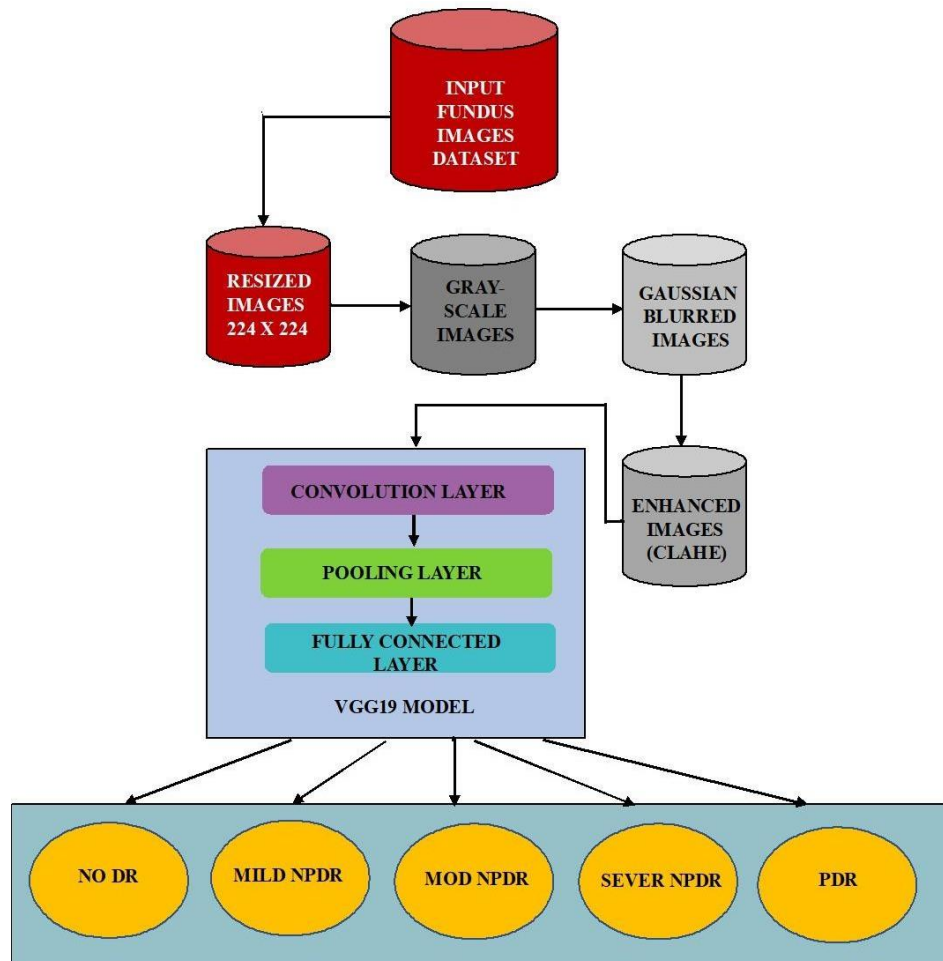 INPUT
FUNDUS
IMAGES
DATASET
RESIZED
IMAGES
224 X 224
GRAY-
SCALE
IMAGES
GAUSSIAN
BLURRED
IMAGES
ENHANCED
IMAGES
(CLAHE)
CONVOLUTION LAYER
POOLING LAYER
FULLY CONNECTED
LAYER
VGG19 MODEL
NO DR
MILD NPDR
MOD NPDR
SEVER NPDR
PDR